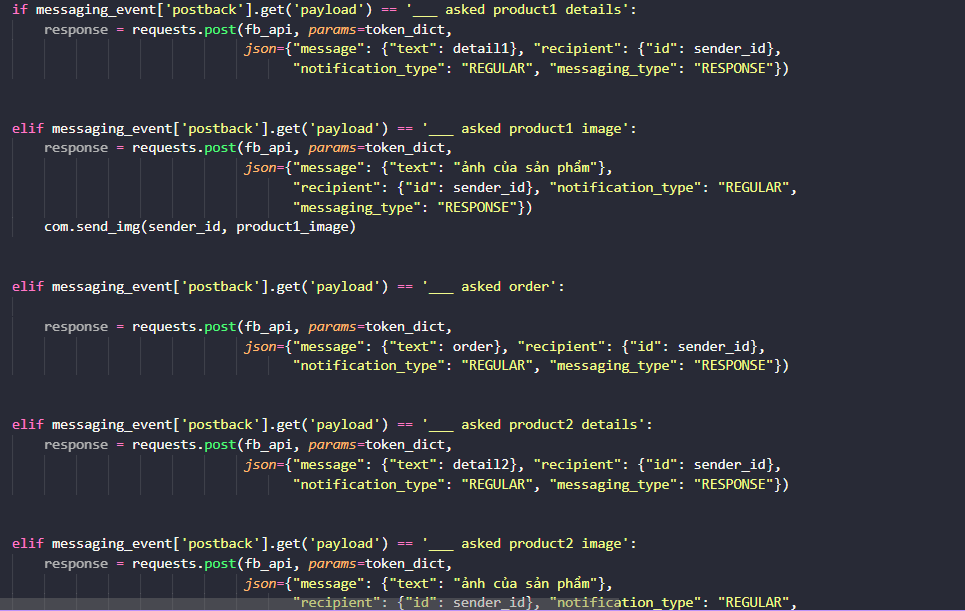 if messaging_event['postback'].get('payload') == '___ asked product1 details':
    response = requests.post(fb_api, params=token_dict,
                             json={"message": {"text": detail1}, "recipient": {"id": sender_id},
                                   "notification_type": "REGULAR", "messaging_type": "RESPONSE"})
elif messaging_event['postback'].get('payload') == '___ asked product1 image':
    response = requests.post(fb_api, params=token_dict,
                             json={"message": {"text": "ảnh của sản phẩm"},
                                   "recipient": {"id": sender_id}, "notification_type": "REGULAR",
                                   "messaging_type": "RESPONSE"})
    com.send_img(sender_id, product1_image)
elif messaging_event['postback'].get('payload') == '___ asked order':
    response = requests.post(fb_api, params=token_dict,
                             json={"message": {"text": order}, "recipient": {"id": sender_id},
                                   "notification_type": "REGULAR", "messaging_type": "RESPONSE"})
elif messaging_event['postback'].get('payload') == '___ asked product2 details':
    response = requests.post(fb_api, params=token_dict,
                             json={"message": {"text": detail2}, "recipient": {"id": sender_id},
                                   "notification_type": "REGULAR", "messaging_type": "RESPONSE"})
elif messaging_event['postback'].get('payload') == '___ asked product2 image':
    response = requests.post(fb_api, params=token_dict,
                             json={"message": {"text": "ảnh của sản phẩm"},
                                   "recipient": {"id": sender_id}, "notification_type": "REGULAR",